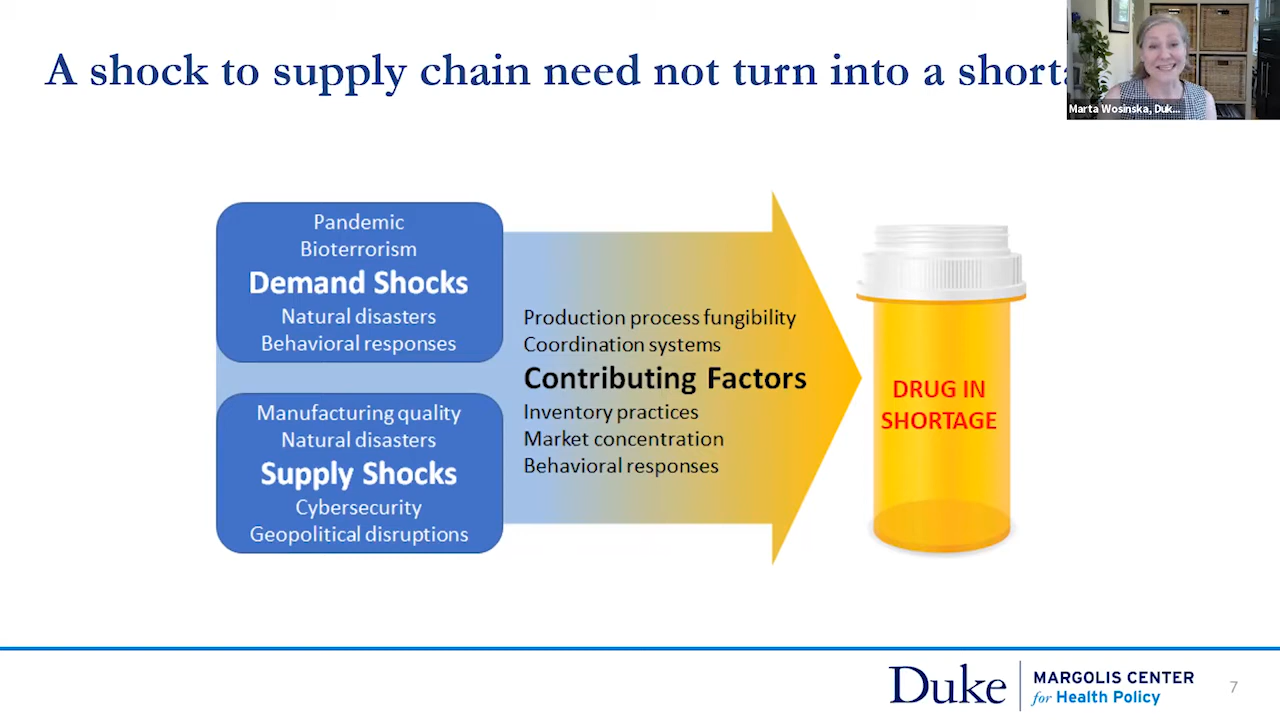 A shock to supply chain need not turn into a
Marta Wosinska, Duk...
Pandemic
Bioterrorism
Demand Shocks
Natural disasters
Behavioral responses
Manufacturing quality
Natural disasters
Supply Shocks
Cybersecurity
Geopolitical disruptions
Production process fungibility
Coordination systems
Contributing Factors
Inventory practices
Market concentration
Behavioral responses
DRUG IN
SHORTAGE
Duke
MARGOLIS CENTER
for Health Policy
7